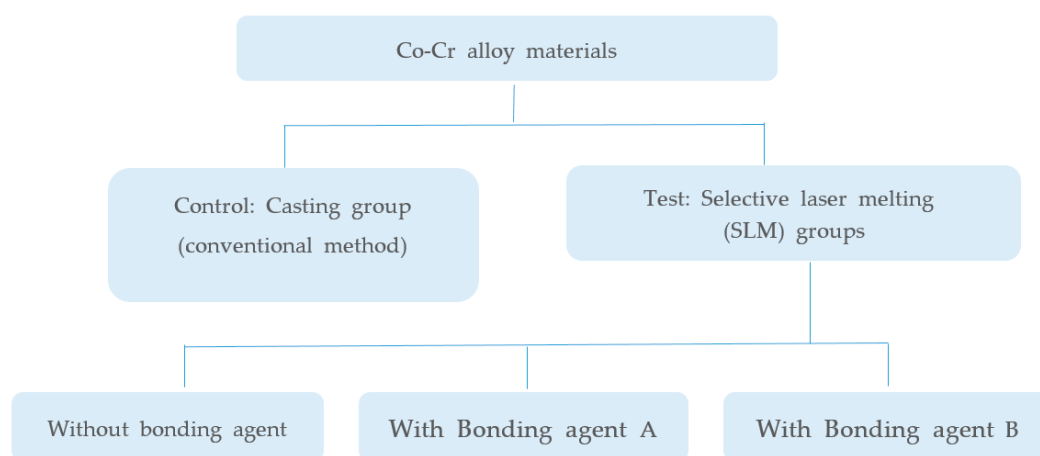 Co-Cr alloy materials
Control: Casting group
(conventional method)
Test: Selective laser melting
(SLM) groups
Without bonding agent
With Bonding agent A
With Bonding agent B